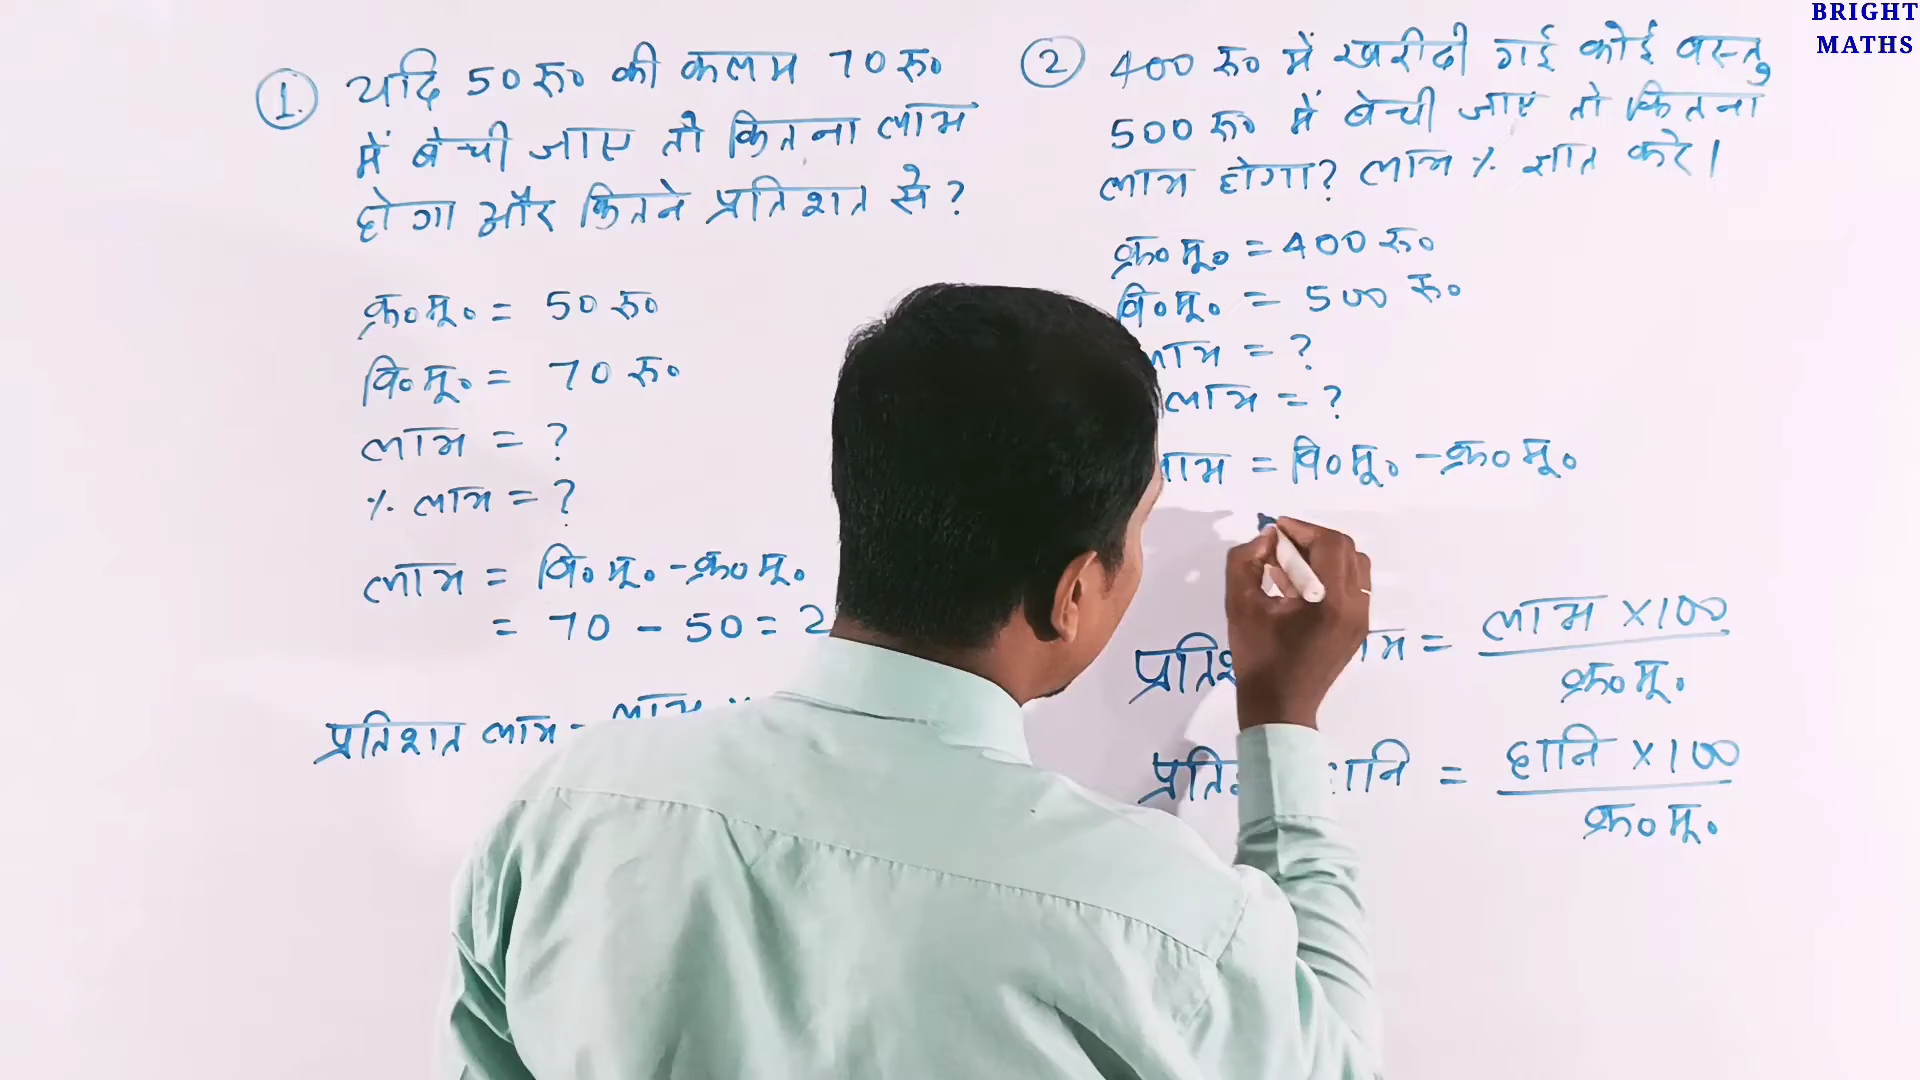 BRIGHT
MATHS
1. यदि 50 रु० की कलम 70 रु०
में बेची जाए तो कितना लाभ
होगा और कितने प्रतिशत से ?
क्र० मू० = 50 रु०
वि० मू० = 70 रु०
लाभ = ?
% लाभ = ?
लाभ = वि० मू० - क्र० मू०
= 70 - 50 = 2
प्रतिशत लाभ =
2 400 रु० में खरीदी गई कोई वस्तु
500 रु० में बेची जाए तो कितना
लाभ होगा? लाभ % ज्ञात करे।
क्र० मू० = 400 रु०
वि० मू० = 500 रु०
लाभ = ?
लाभ = ?
लाभ = वि० मू० - क्र० मू०
= लाभ ×100
क्र० मू०
= हानि ×100
क्र० मू०